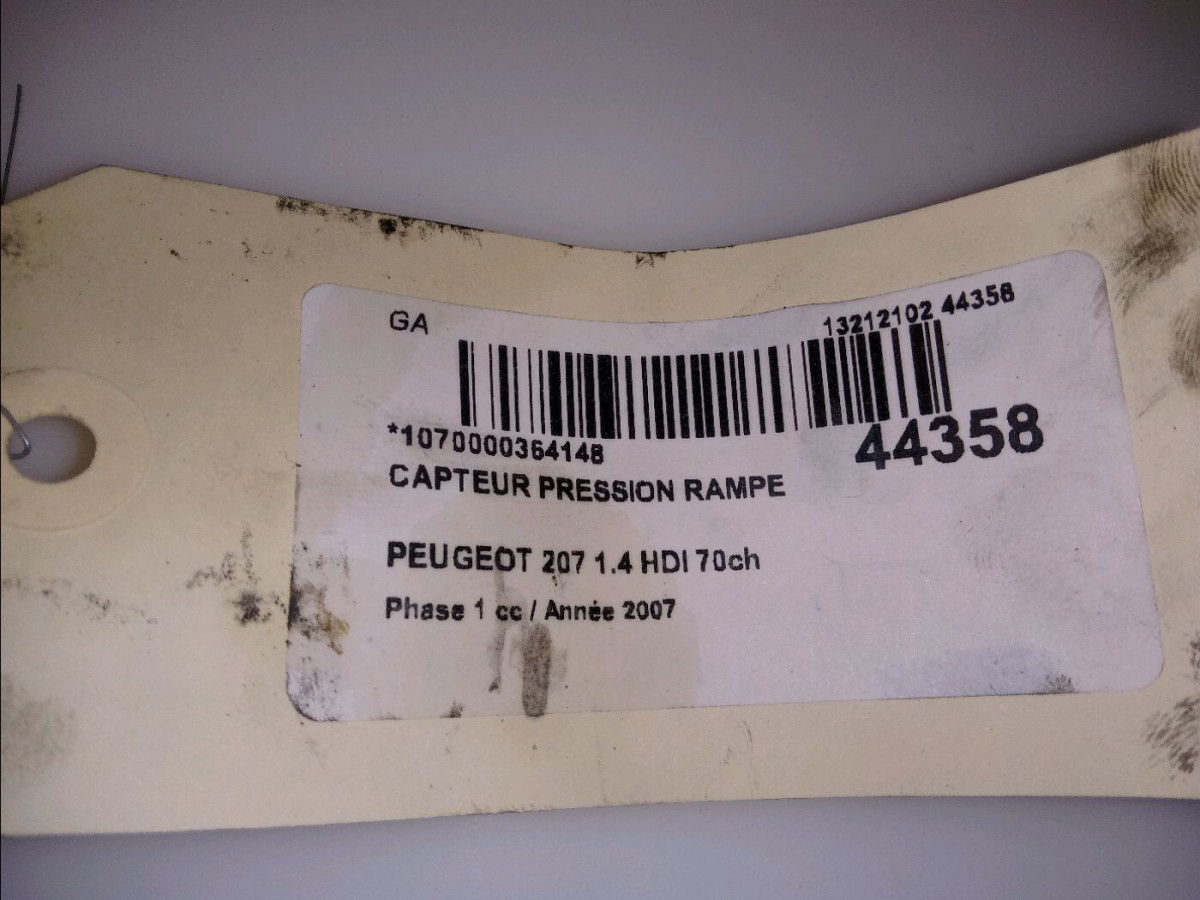 GA
13212102 44358
*1070000364148
44358
CAPTEUR PRESSION RAMPE
PEUGEOT 207 1.4 HDI 70ch
Phase 1 cc / Année 2007